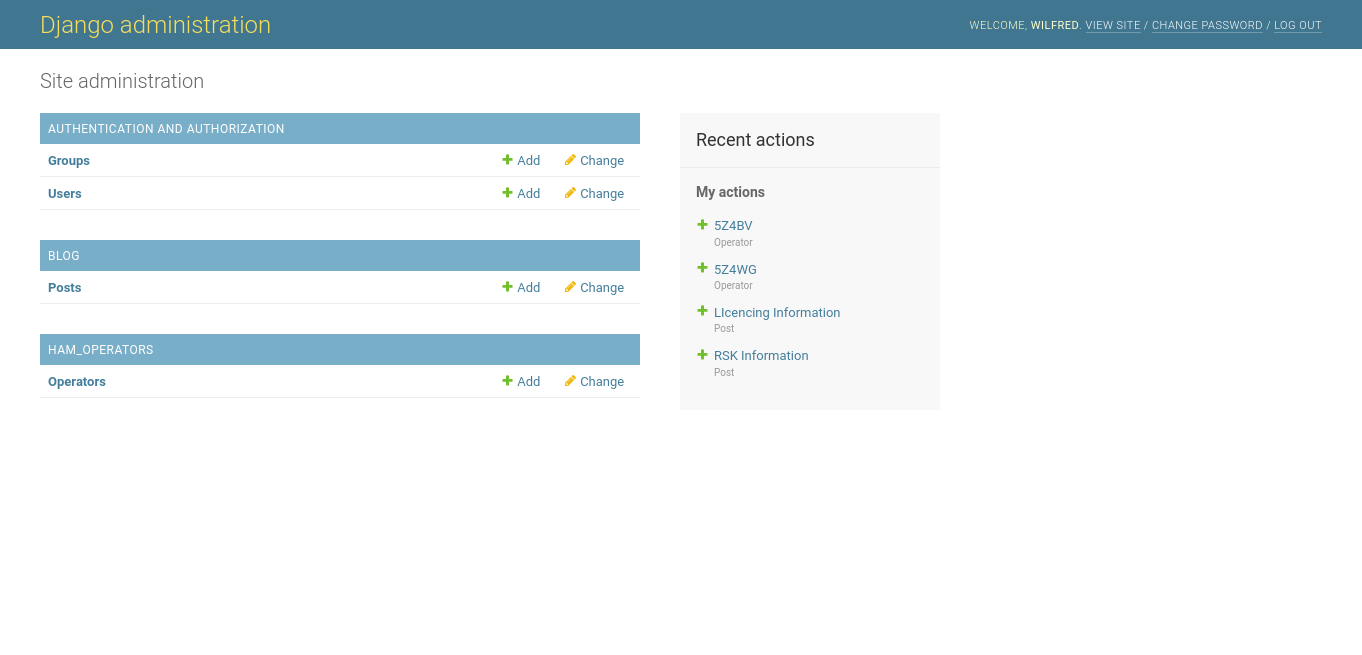 Django administration
WELCOME, WILFRED. VIEW SITE / CHANGE PASSWORD / LOG OUT
Site administration
AUTHENTICATION AND AUTHORIZATION
Groups Add Change
Users Add Change
BLOG
Posts Add Change
HAM_OPERATORS
Operators Add Change
Recent actions
My actions
5Z4BV
Operator
5Z4WG
Operator
LIcencing Information
Post
RSK Information
Post